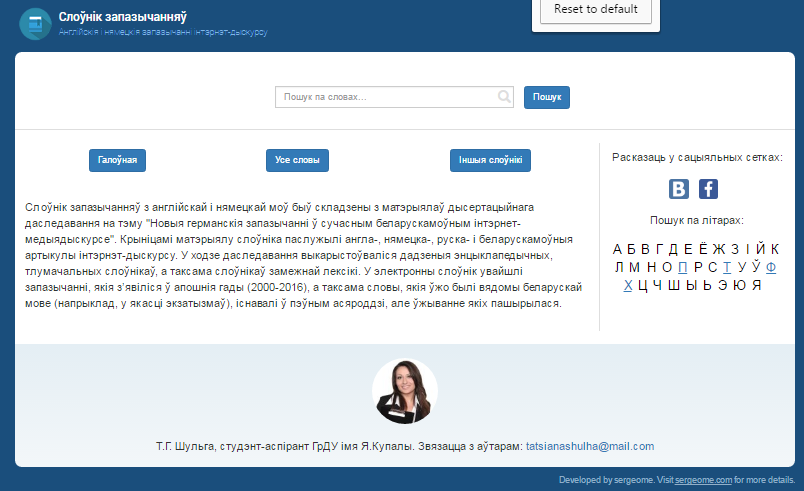 Reset to default
Слоўнік запазычанняў
Англійскія і нямецкія запазычанні інтэрнэт-дыскурсу
Пошук па словах...
Пошук
Галоўная
Усе словы
Іншыя слоўнікі
Слоўнік запазычанняў з англійскай і нямецкай моў быў складзены з матэрялаў дысертацыйнага
даследавання на тэму "Новыя германскія запазычанні ў сучасным беларускамоўным інтэрнет-
медыядыскурсе". Крыніцамі матэрялу слоўніка паслужылі англа-, нямецка-, руска- і беларускамоўныя
артыкулы інтэрнэт-дыскурсу. У ходзе даследавання выкарыстоўваліся дадзеныя энцыклапедычных,
тлумачальных слоўнікаў, а таксама слоўнікаў замежнай лексікі. У электронны слоўнік увайшлі
запазычанні, якія з'явіліся ў апошнія гады (2000-2016), а таксама словы, якія ўжо былі вядомы беларускай
мове (напрыклад, у якасці экзатызмаў), існавалі ў пэўным асяроддзі, але ўжыванне якіх пашырылася.
Расказаць у сацыяльных сетках:
Пошук па літарах:
А Б В Г Д Е Ё Ж З І Й К
Л М Н О П Р С Т У Ў Ф
Х Ц Ч Ш Ы Ь Э Ю Я
Т.Г. Шульга, студэнт-аспірант ГрДУ імя Я.Купалы. Звязацца з аўтарам: tatsianashulha@mail.com
Developed by sergeome. Visit sergeome.com for more details.